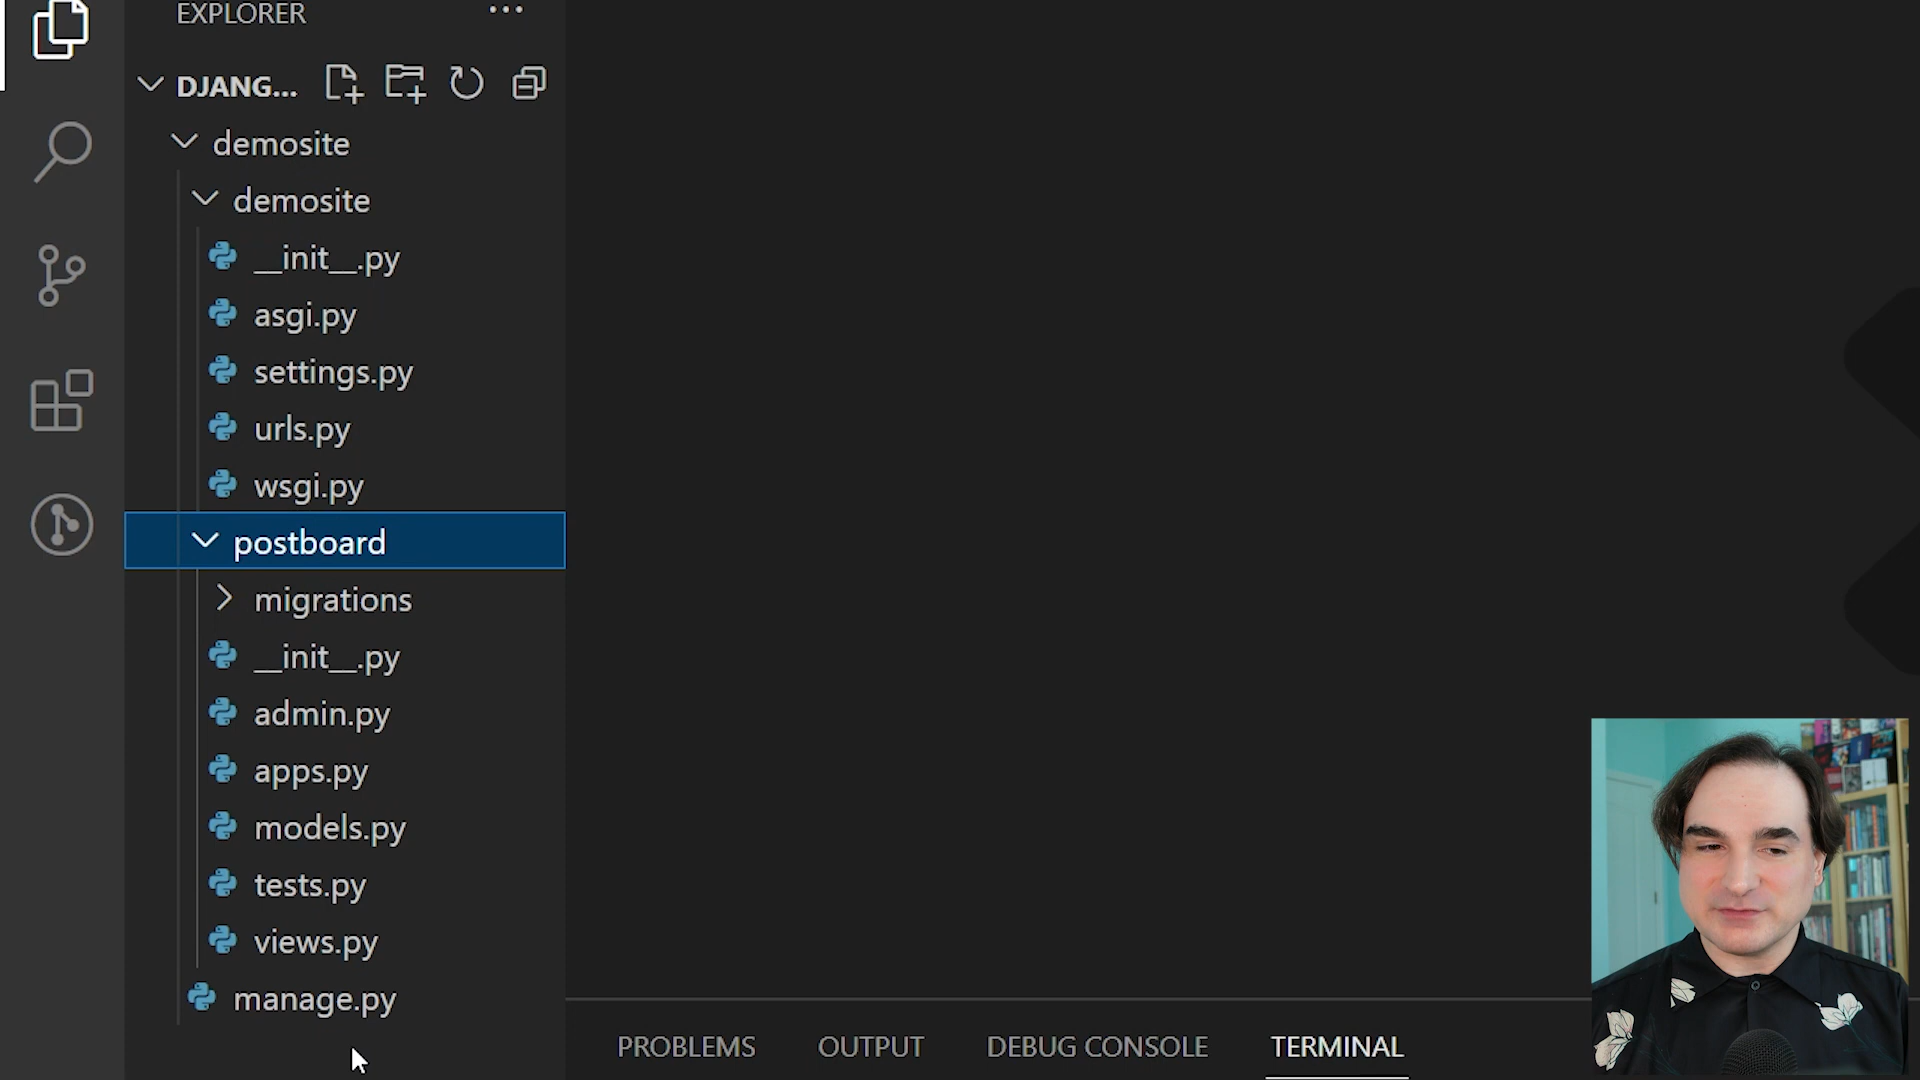 EXPLORER
DJANG...
demosite
demosite
__init__.py
asgi.py
settings.py
urls.py
wsgi.py
postboard
migrations
__init__.py
admin.py
apps.py
models.py
tests.py
views.py
manage.py
PROBLEMS OUTPUT DEBUG CONSOLE TERMINAL